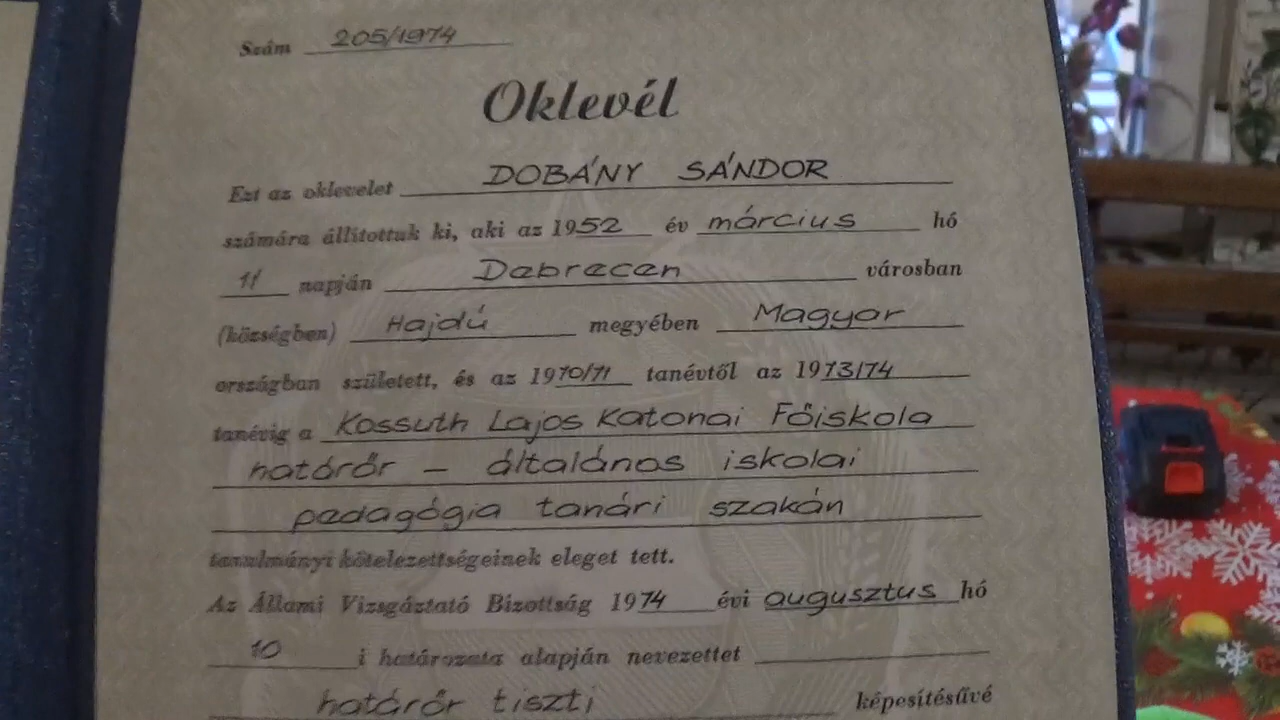 Szám 205/1974
Oklevél
Ezt az oklevelet DOBÁNY SÁNDOR
számára állítottuk ki, aki az 1952 év március hó
11 napján Debrecen városban
(községben) Hajdú megyében Magyar
országban született, és az 1970/71 tanévtől az 1973/74
tanévig a Kossuth Lajos Katonai Főiskola
határőr – általános iskolai
pedagógia tanári szakán
tanulmányi kötelezettségeinek eleget tett.
Az Állami Vizsgáztató Bizottság 1974 évi augusztus hó
10 i határozata alapján nevezettet
határőr tiszti képesítésűvé